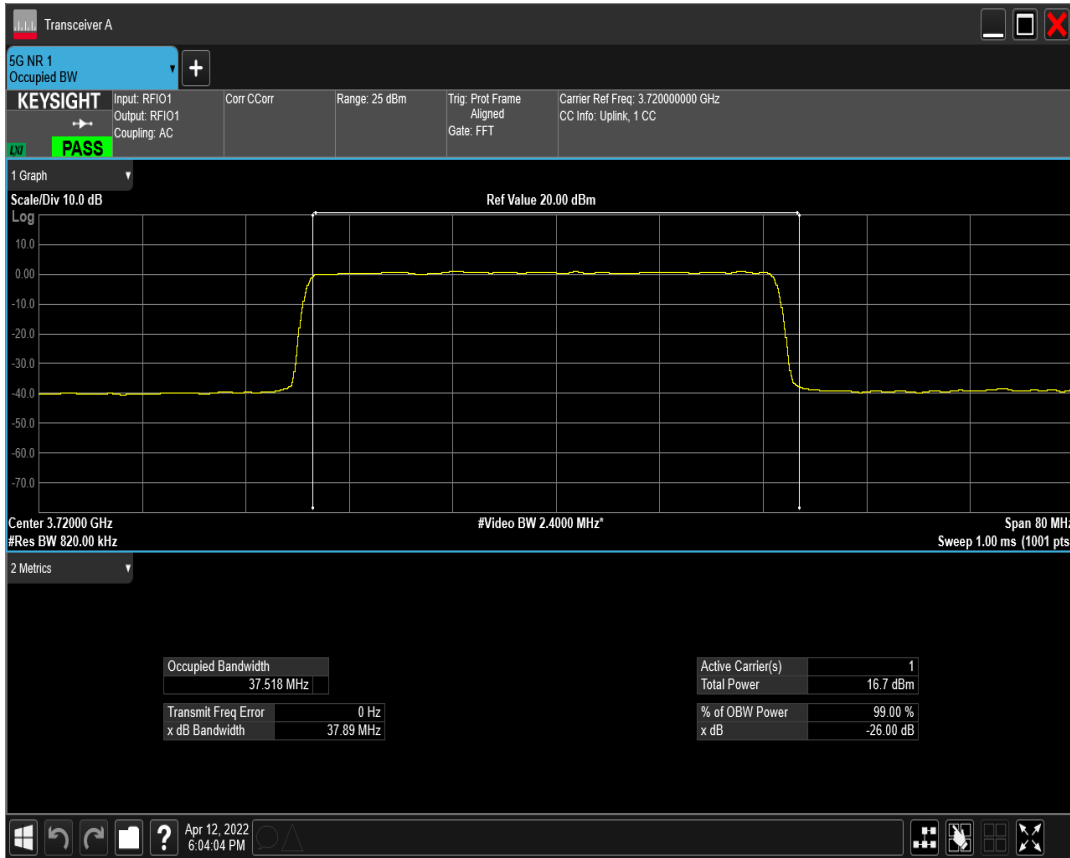 Transceiver A
5G NR 1
Occupied BW
KEYSIGHT
LXI
PASS
Input: RFIO1
Output: RFIO1
Coupling: AC
Corr CCorr
Range: 25 dBm
Trig: Prot Frame
Aligned
Gate: FFT
Carrier Ref Freq: 3.720000000 GHz
CC Info: Uplink, 1 CC
1 Graph
Scale/Div 10.0 dB
Ref Value 20.00 dBm
Log
10.0
0.00
-10.0
-20.0
-30.0
-40.0
-50.0
-60.0
-70.0
Center 3.72000 GHz
#Video BW 2.4000 MHz*
Span 80 MHz
#Res BW 820.00 kHz
Sweep 1.00 ms (1001 pts
2 Metrics
Occupied Bandwidth
37.518 MHz
Transmit Freq Error 0 Hz
x dB Bandwidth 37.89 MHz
Active Carrier(s) 1
Total Power 16.7 dBm
% of OBW Power 99.00 %
x dB -26.00 dB
?
Apr 12, 2022
6:04:04 PM